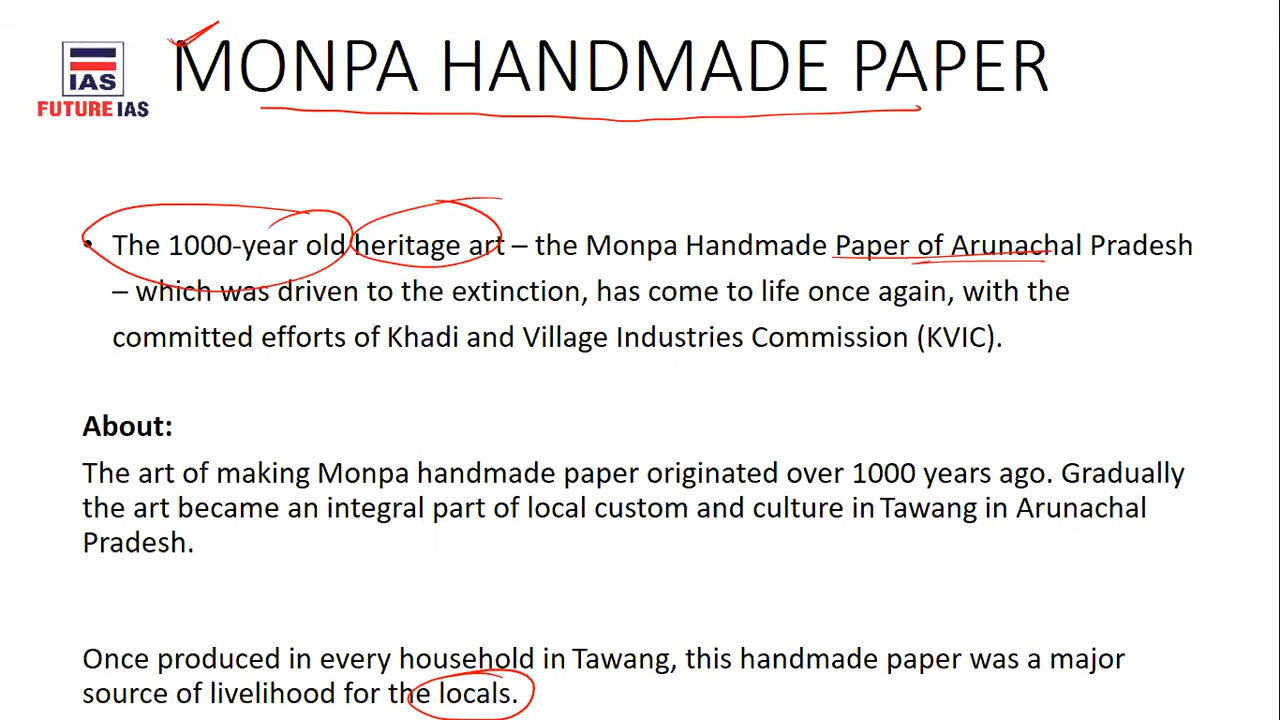 MONPA HANDMADE PAPER
IAS
FUTURE IAS
• The 1000-year old heritage art – the Monpa Handmade Paper of Arunachal Pradesh
– which was driven to the extinction, has come to life once again, with the
committed efforts of Khadi and Village Industries Commission (KVIC).
About:
The art of making Monpa handmade paper originated over 1000 years ago. Gradually
the art became an integral part of local custom and culture in Tawang in Arunachal
Pradesh.
Once produced in every household in Tawang, this handmade paper was a major
source of livelihood for the locals.